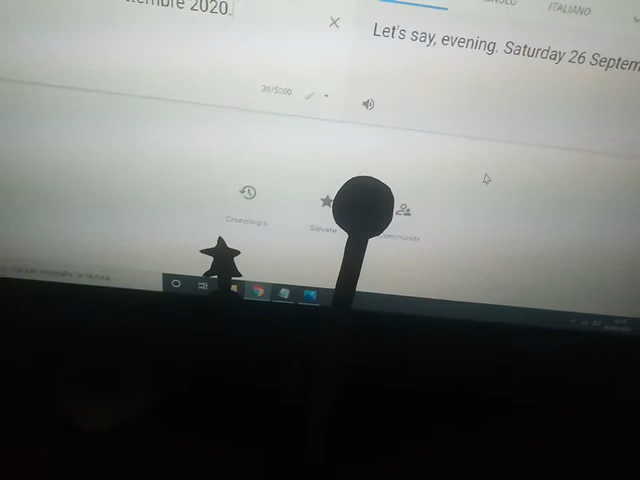 ttembre 2020.
ITALIANO
Let's say, evening. Saturday 26 Septem
39/5000
Cronologia
Salvate
Community